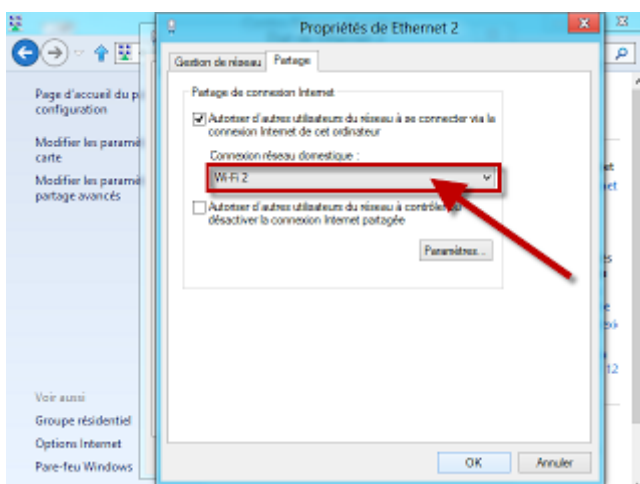 Propriétés de Ethernet 2
Gestion de réseau
Partage
Page d'accueil du p
configuration
Modifier les paramè
carte
Modifier les paramè
partage avancés
Partage de connexion Internet
Autoriser d'autres utilisateurs du réseau à se connecter via la
connexion Internet de cet ordinateur
Connexion réseau domestique :
Wi-Fi 2
Autoriser d'autres utilisateurs du réseau à contrôler
désactiver la connexion Internet partagée
Paramètres...
12
Voir aussi
Groupe résidentiel
Options Internet
Pare-feu Windows
OK
Annuler